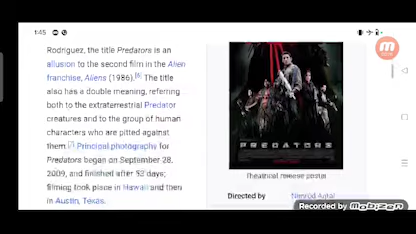 1:45
Rodriguez, the title Predators is an
allusion to the second film in the Alien
franchise, Aliens (1986).[6] The title
also has a double meaning, referring
both to the extraterrestrial Predator
creatures and to the group of human
characters who are pitted against
them.[7] Principal photography for
Predators began on September 28,
2009, and finished after 52 days;
filming took place in Hawaii and then
in Austin, Texas.
PREDATORS
Theatrical release poster
Directed by Nimród Antal
Recorded by Mobizen